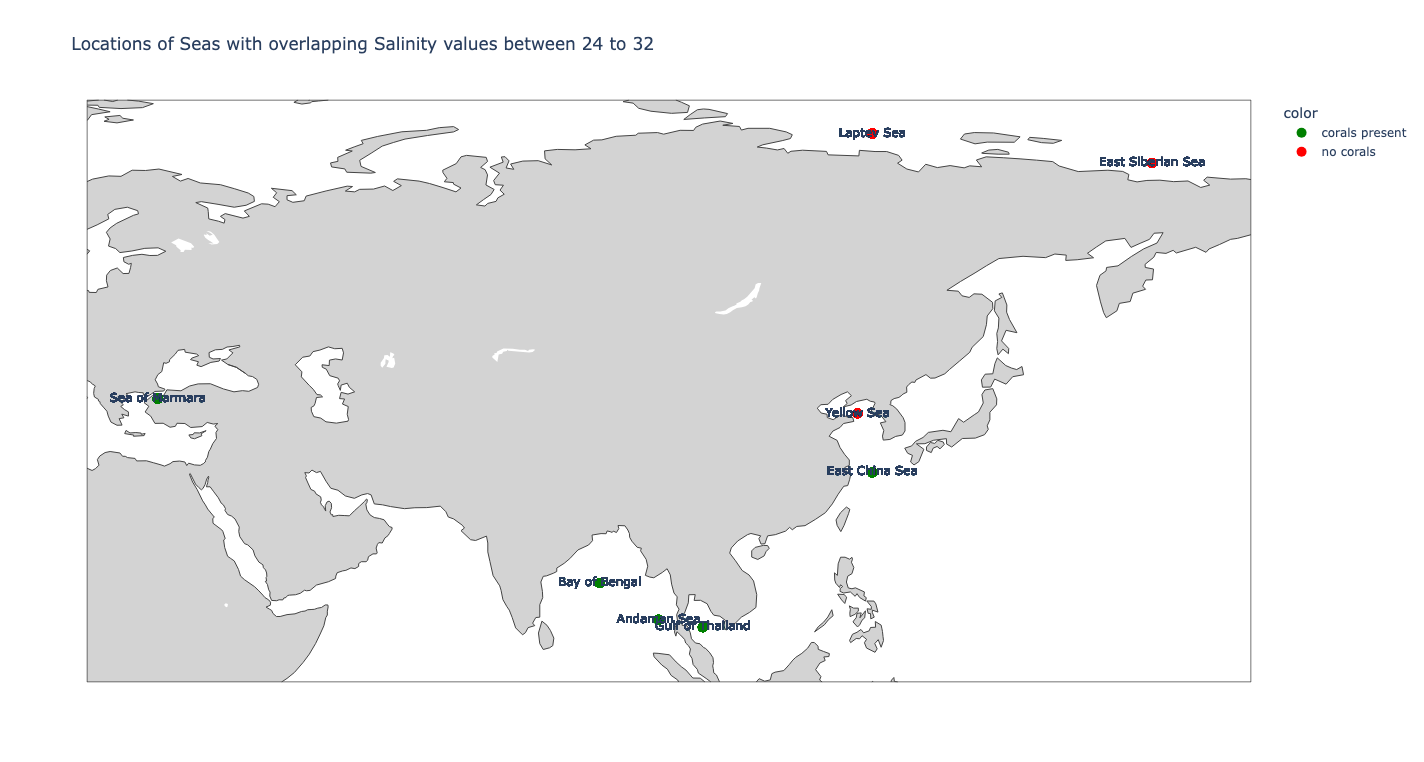 Locations of Seas with overlapping Salinity values between 24 to 32
color
corals present
no corals
Laptev Sea
East Siberian Sea
Sea of Marmara
Yellow Sea
East China Sea
Bay of Bengal
Andaman Sea
Gulf of Thailand